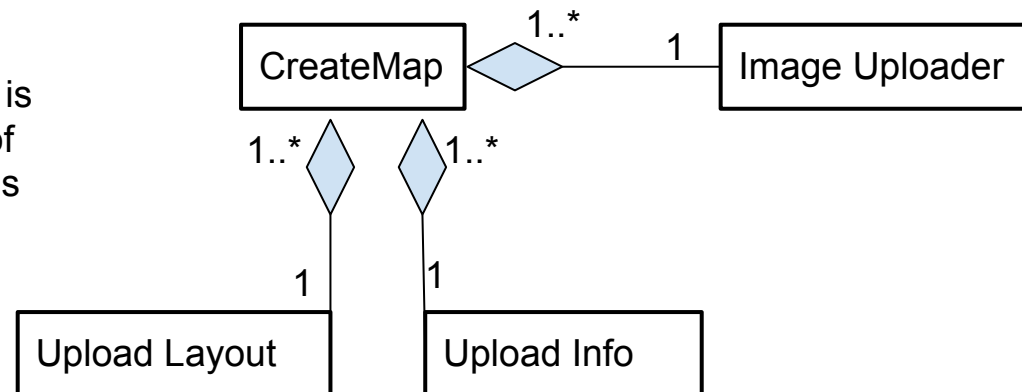 1..*
CreateMap
1
Image Uploader
is
of
s
1..*
1..*
1
1
Upload Layout
Upload Info